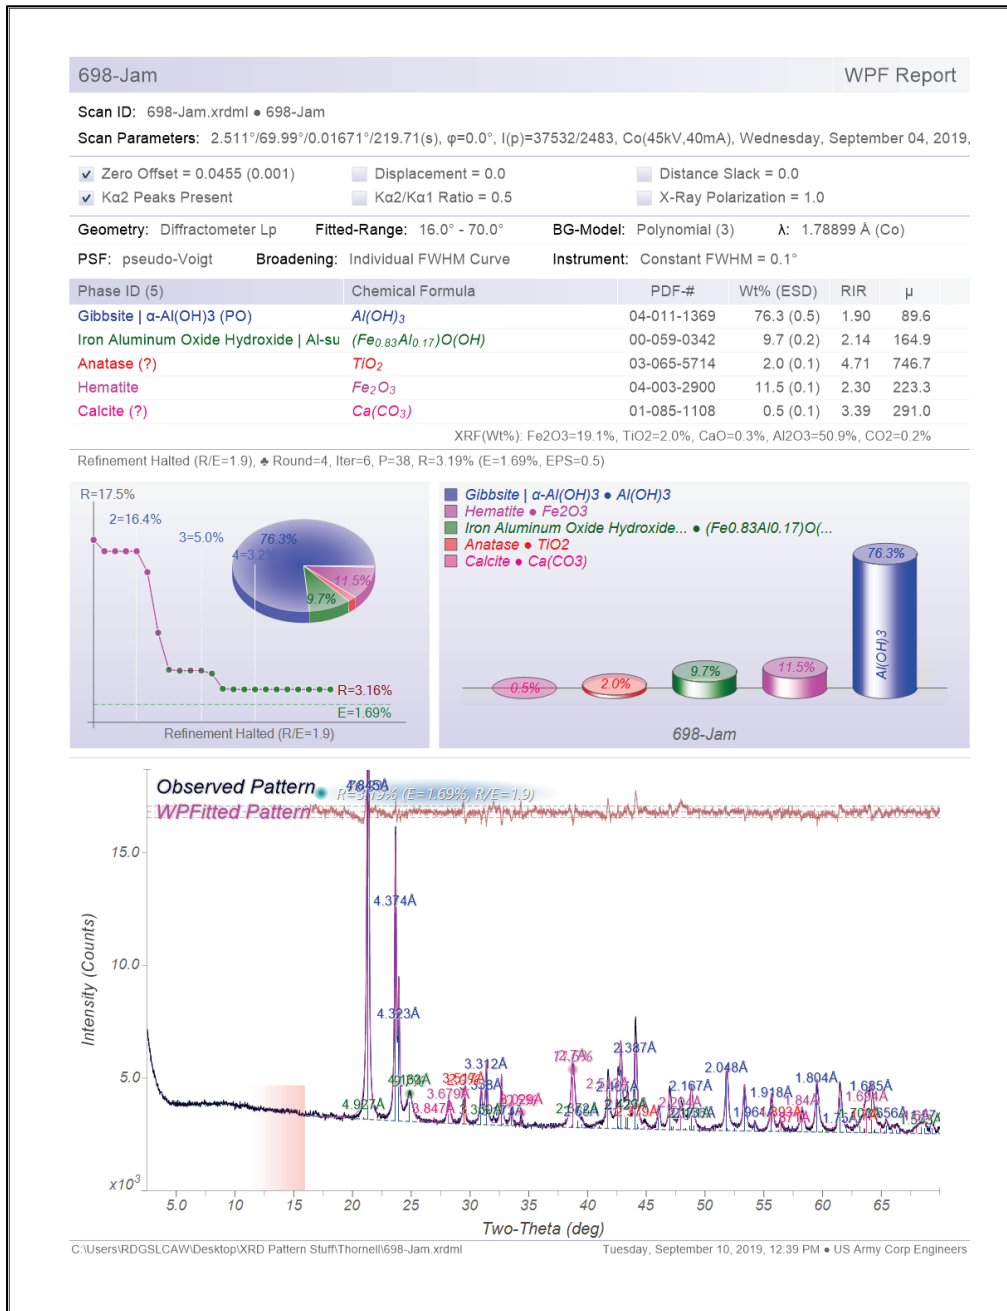 698-Jam WPF Report
Scan ID: 698-Jam.xrdml ● 698-Jam
Scan Parameters: 2.511°/69.99°/0.01671°/219.71(s), φ=0.0°, I(p)=37532/2483, Co(45kV,40mA), Wednesday, September 04, 2019,
Zero Offset = 0.0455 (0.001) Displacement = 0.0 Distance Slack = 0.0
Kα2 Peaks Present Kα2/Kα1 Ratio = 0.5 X-Ray Polarization = 1.0
Geometry: Diffractometer Lp Fitted-Range: 16.0° - 70.0° BG-Model: Polynomial (3) λ: 1.78899 Å (Co)
PSF: pseudo-Voigt Broadening: Individual FWHM Curve Instrument: Constant FWHM = 0.1°
Phase ID (5) Chemical Formula PDF-# Wt% (ESD) RIR μ
Gibbsite | α-Al(OH)3 (PO) Al(OH)3 04-011-1369 76.3 (0.5) 1.90 89.6
Iron Aluminum Oxide Hydroxide | Al-su (Fe0.83Al0.17)O(OH) 00-059-0342 9.7 (0.2) 2.14 164.9
Anatase (?) TiO2 03-065-5714 2.0 (0.1) 4.71 746.7
Hematite Fe2O3 04-003-2900 11.5 (0.1) 2.30 223.3
Calcite (?) Ca(CO3) 01-085-1108 0.5 (0.1) 3.39 291.0
XRF(Wt%): Fe2O3=19.1%, TiO2=2.0%, CaO=0.3%, Al2O3=50.9%, CO2=0.2%
Refinement Halted (R/E=1.9), ♣ Round=4, Iter=6, P=38, R=3.19% (E=1.69%, EPS=0.5)
R=17.5%
2=16.4%
3=5.0%
4=3.2%
76.3%
11.5%
9.7%
R=3.16%
E=1.69%
Refinement Halted (R/E=1.9)
Gibbsite | α-Al(OH)3 ● Al(OH)3
Hematite ● Fe2O3
Iron Aluminum Oxide Hydroxide... ● (Fe0.83Al0.17)O(...
Anatase ● TiO2
Calcite ● Ca(CO3)
0.5% 2.0% 9.7% 11.5% 76.3%
Al(OH)3
698-Jam
Observed Pattern
WPFitted Pattern
R=3.19% (E=1.69%, R/E=1.9)
4.845Å
4.374Å
4.323Å
3.312Å
4.927Å
3.847Å
3.679Å
2.387Å
2.048Å
2.167Å
2.204Å
1.918Å
1.804Å
1.685Å
1.694Å
15.0
10.0
5.0
x10³
Intensity (Counts)
5.0 10 15 20 25 30 35 40 45 50 55 60 65
Two-Theta (deg)
C:\Users\RDGSLCAW\Desktop\XRD Pattern Stuff\Thornell\698-Jam.xrdml Tuesday, September 10, 2019, 12:39 PM ● US Army Corp Engineers